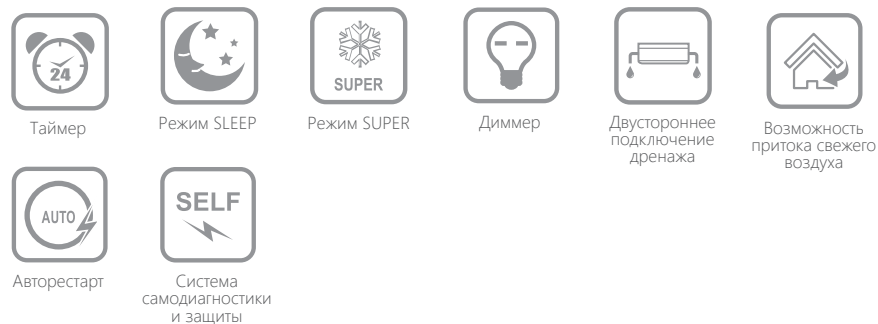 24
Таймер
Режим SLEEP
SUPER
Режим SUPER
Диммер
Двустороннее
подключение
дренажа
Возможность
притока свежего
воздуха
AUTO
Авторестарт
SELF
Система
самодиагностики
и защиты